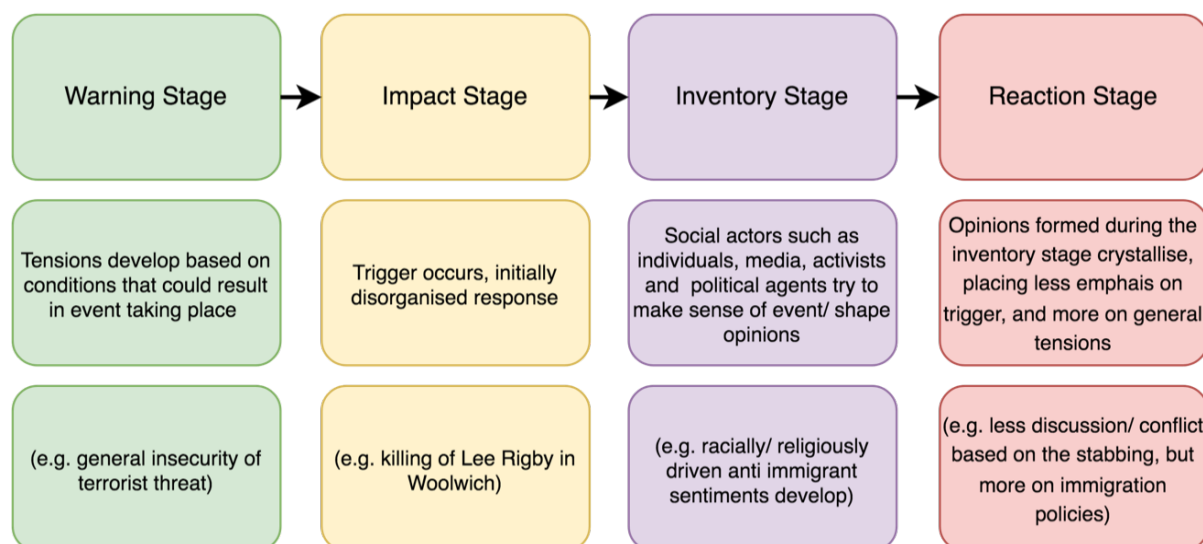 Warning Stage
Impact Stage
Inventory Stage
Reaction Stage
Tensions develop based on
conditions that could result
in event taking place
Trigger occurs, initially
disorganised response
Social actors such as
individuals, media, activists
and political agents try to
make sense of event/ shape
opinions
Opinions formed during the
inventory stage crystallise,
placing less emphais on
trigger, and more on general
tensions
(e.g. general insecurity of
terrorist threat)
(e.g. killing of Lee Rigby in
Woolwich)
(e.g. racially/ religiously
driven anti immigrant
sentiments develop)
(e.g. less discussion/ conflict
based on the stabbing, but
more on immigration
policies)